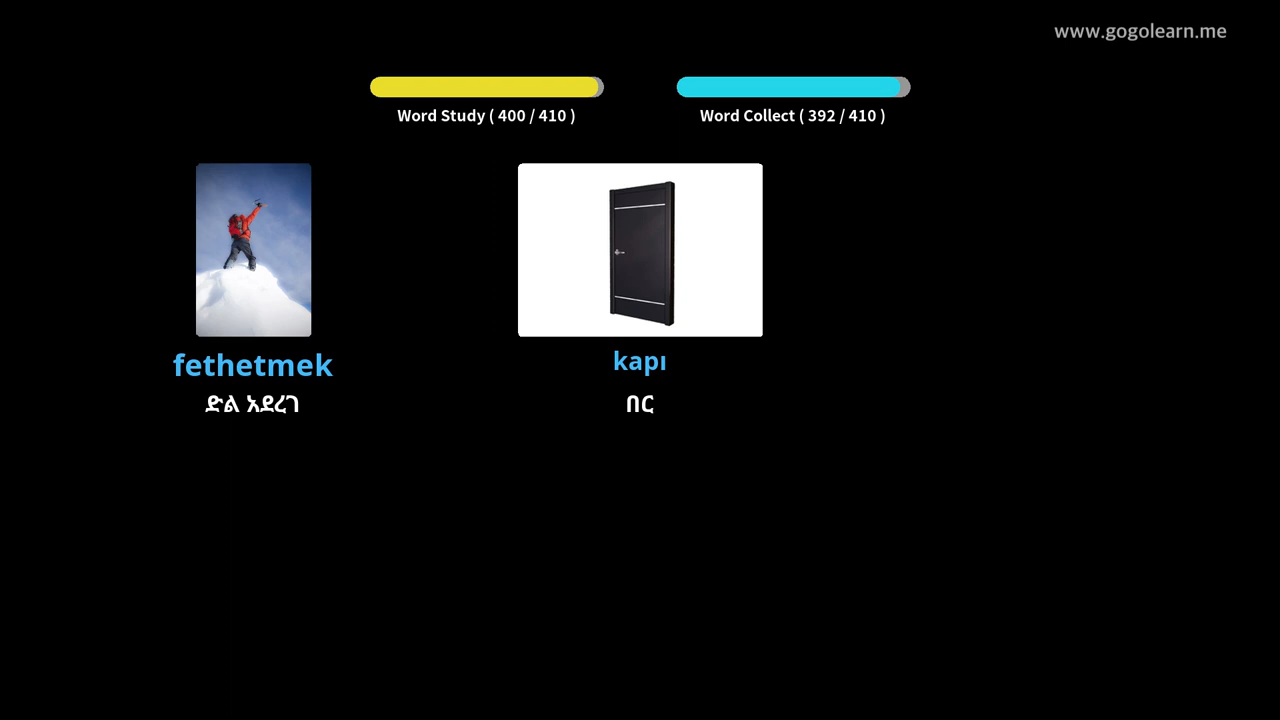 www.gogolearn.me
Word Study ( 400 / 410 )
Word Collect ( 392 / 410 )
fethetmek
ድል አደረገ
kapı
በር